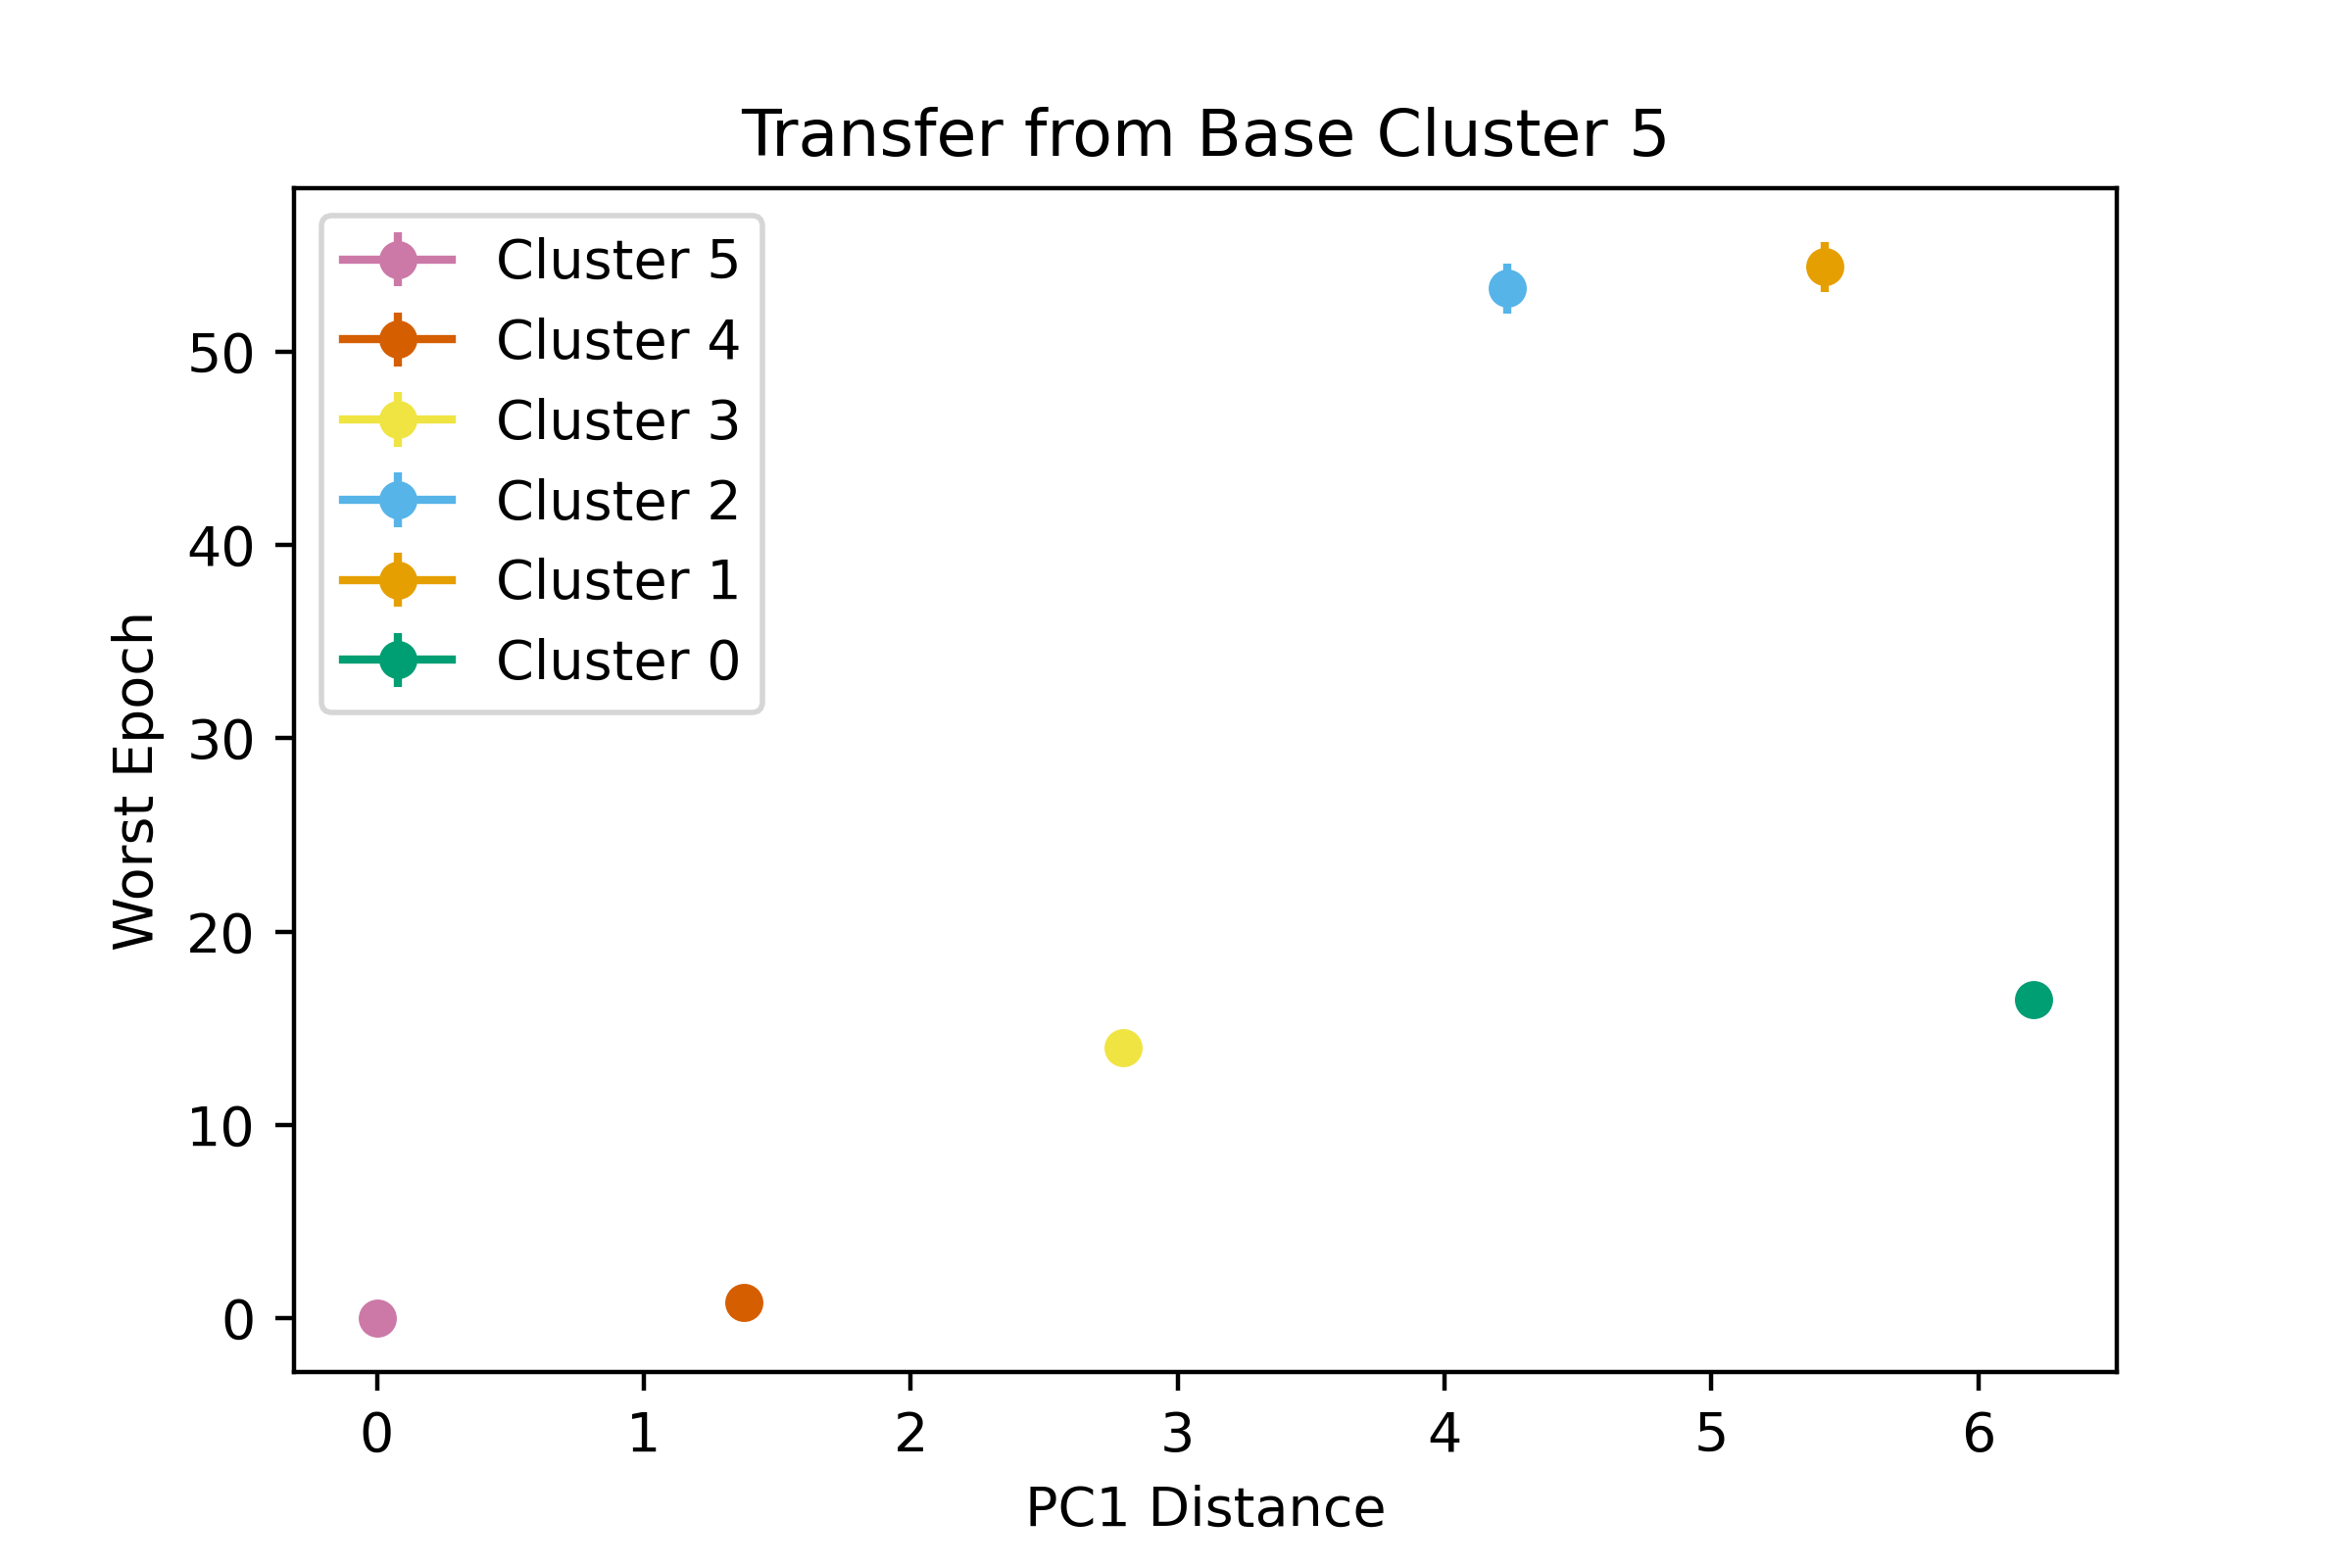 Transfer from Base Cluster 5
Cluster 5
Cluster 4
Cluster 3
Cluster 2
Cluster 1
Cluster 0
Worst Epoch
50
40
30
20
10
0
0 1 2 3 4 5 6
PC1 Distance